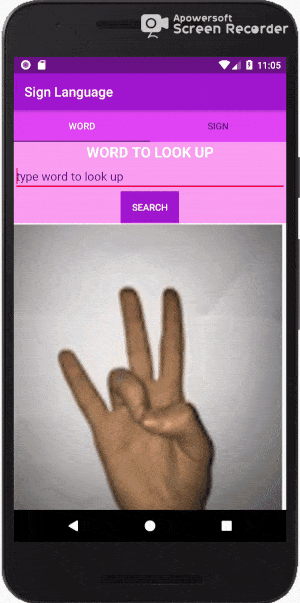 Apowersoft
Screen Recorder
11:05
Sign Language
WORD
SIGN
WORD TO LOOK UP
type word to look up
SEARCH